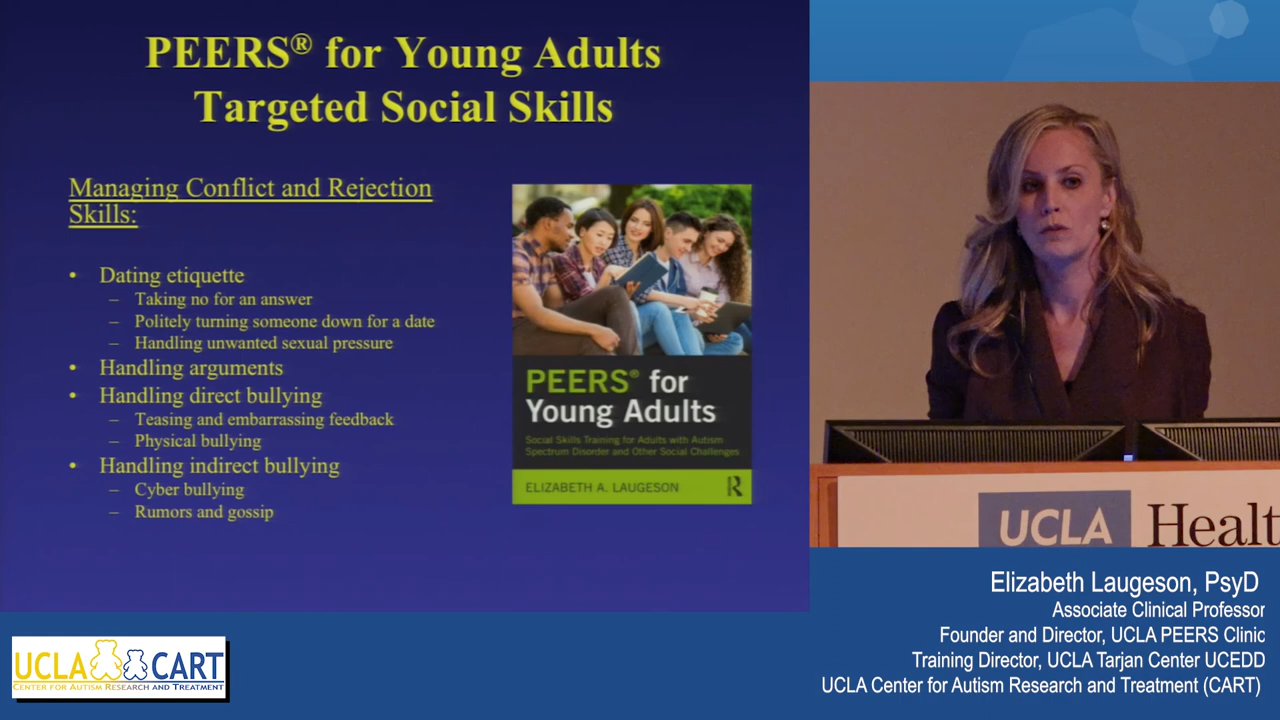 PEERS® for Young Adults
Targeted Social Skills
Managing Conflict and Rejection
Skills:
• Dating etiquette
– Taking no for an answer
– Politely turning someone down for a date
– Handling unwanted sexual pressure
• Handling arguments
• Handling direct bullying
– Teasing and embarrassing feedback
– Physical bullying
• Handling indirect bullying
– Cyber bullying
– Rumors and gossip
PEERS® for
Young Adults
Social Skills Training for Adults with Autism
Spectrum Disorder and Other Social Challenges
ELIZABETH A. LAUGESON
R
UCLA Healt
Elizabeth Laugeson, PsyD
Associate Clinical Professor
Founder and Director, UCLA PEERS Clinic
Training Director, UCLA Tarjan Center UCEDD
UCLA Center for Autism Research and Treatment (CART)
UCLA CART
CENTER FOR AUTISM RESEARCH AND TREATMENT